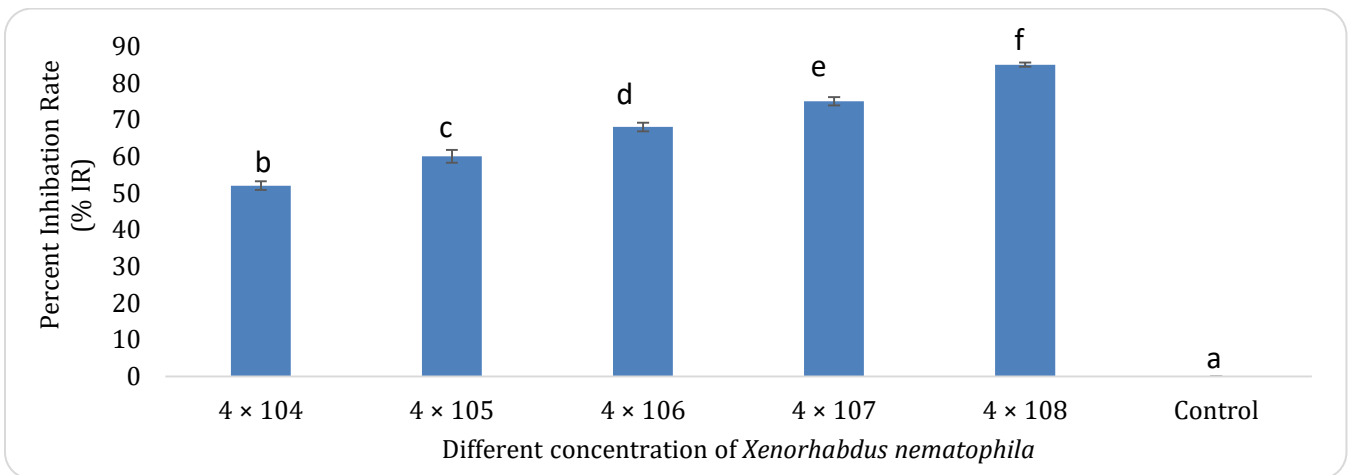 Percent Inhibation Rate
(% IR)
90
80
70
60
50
40
30
20
10
0
b
c
d
e
f
a
4 × 104
4 × 105
4 × 106
4 × 107
4 × 108
Control
Different concentration of Xenorhabdus nematophila